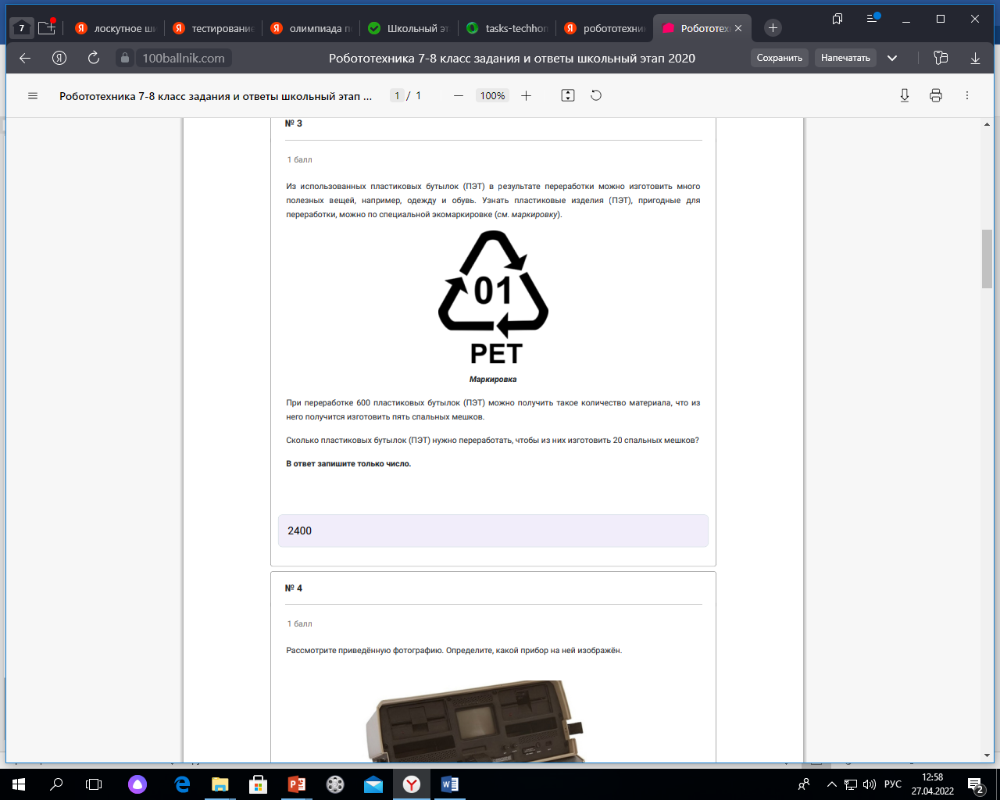 7
лоскутное ши
тестирование
олимпиада по
Школьный эт
tasks-techhom
робототехник
Робототех
100ballnik.com
Робототехника 7-8 класс задания и ответы школьный этап 2020
Сохранить
Напечатать
Робототехника 7-8 класс задания и ответы школьный этап ...
1 / 1
100%
№ 3
1 балл
Из использованных пластиковых бутылок (ПЭТ) в результате переработки можно изготовить много
полезных вещей, например, одежду и обувь. Узнать пластиковые изделия (ПЭТ), пригодные для
переработки, можно по специальной экомаркировке (см. маркировку).
01
PET
Маркировка
При переработке 600 пластиковых бутылок (ПЭТ) можно получить такое количество материала, что из
него получится изготовить пять спальных мешков.
Сколько пластиковых бутылок (ПЭТ) нужно переработать, чтобы из них изготовить 20 спальных мешков?
В ответ запишите только число.
2400
№ 4
1 балл
Рассмотрите приведённую фотографию. Определите, какой прибор на ней изображён.
РУС
12:58
27.04.2022
2